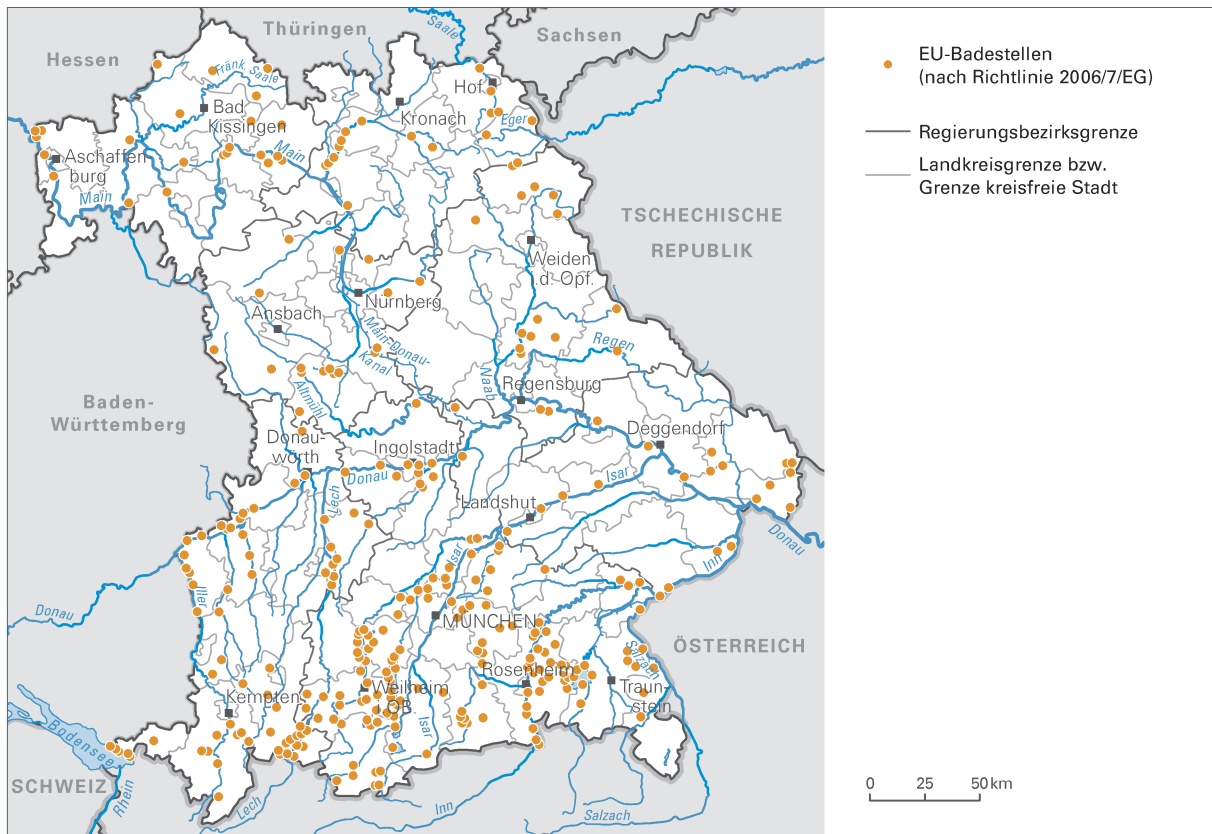 Thüringen
Saale
Sachsen
Hessen
Fränk. Saale
Hof
Bad
Kissingen
Kronach
Eger
Main
Aschaffen
burg
Main
TSCHECHISCHE
REPUBLIK
Weiden
d. Opf.
Nürnberg
Ansbach
Main-Donau-
Kanal
Regen
Naab
Regensburg
Altmühl
Baden-
Württemberg
Donau-
wörth
Ingolstadt
Deggendorf
Donau
Lech
Isar
Landshut
Donau
Isar
Inn
Iller
Donau
MÜNCHEN
ÖSTERREICH
Salzach
Rosenheim
Traun-
stein
Kempten
Weilheim
i.OB.
Isar
Bodensee
SCHWEIZ
Rhein
Lech
Inn
Salzach
EU-Badestellen
(nach Richtlinie 2006/7/EG)
Regierungsbezirksgrenze
Landkreisgrenze bzw.
Grenze kreisfreie Stadt
0 25 50 km